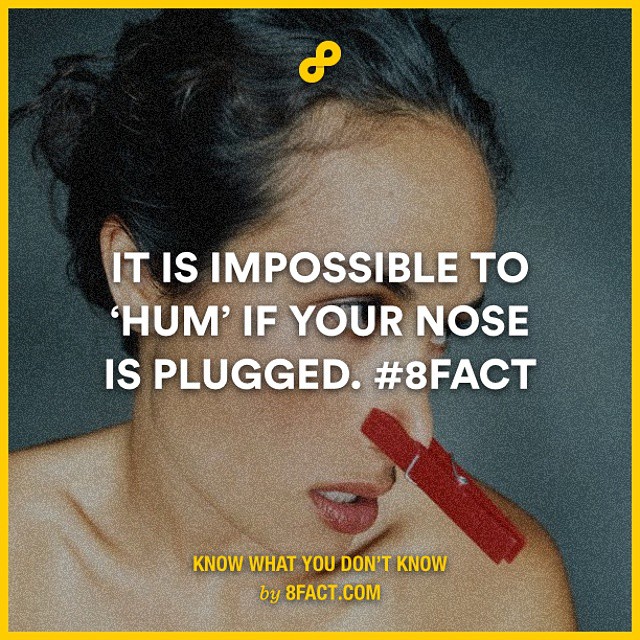 IT IS IMPOSSIBLE TO
‘HUM’ IF YOUR NOSE
IS PLUGGED. #8FACT
KNOW WHAT YOU DON’T KNOW
by 8FACT.COM